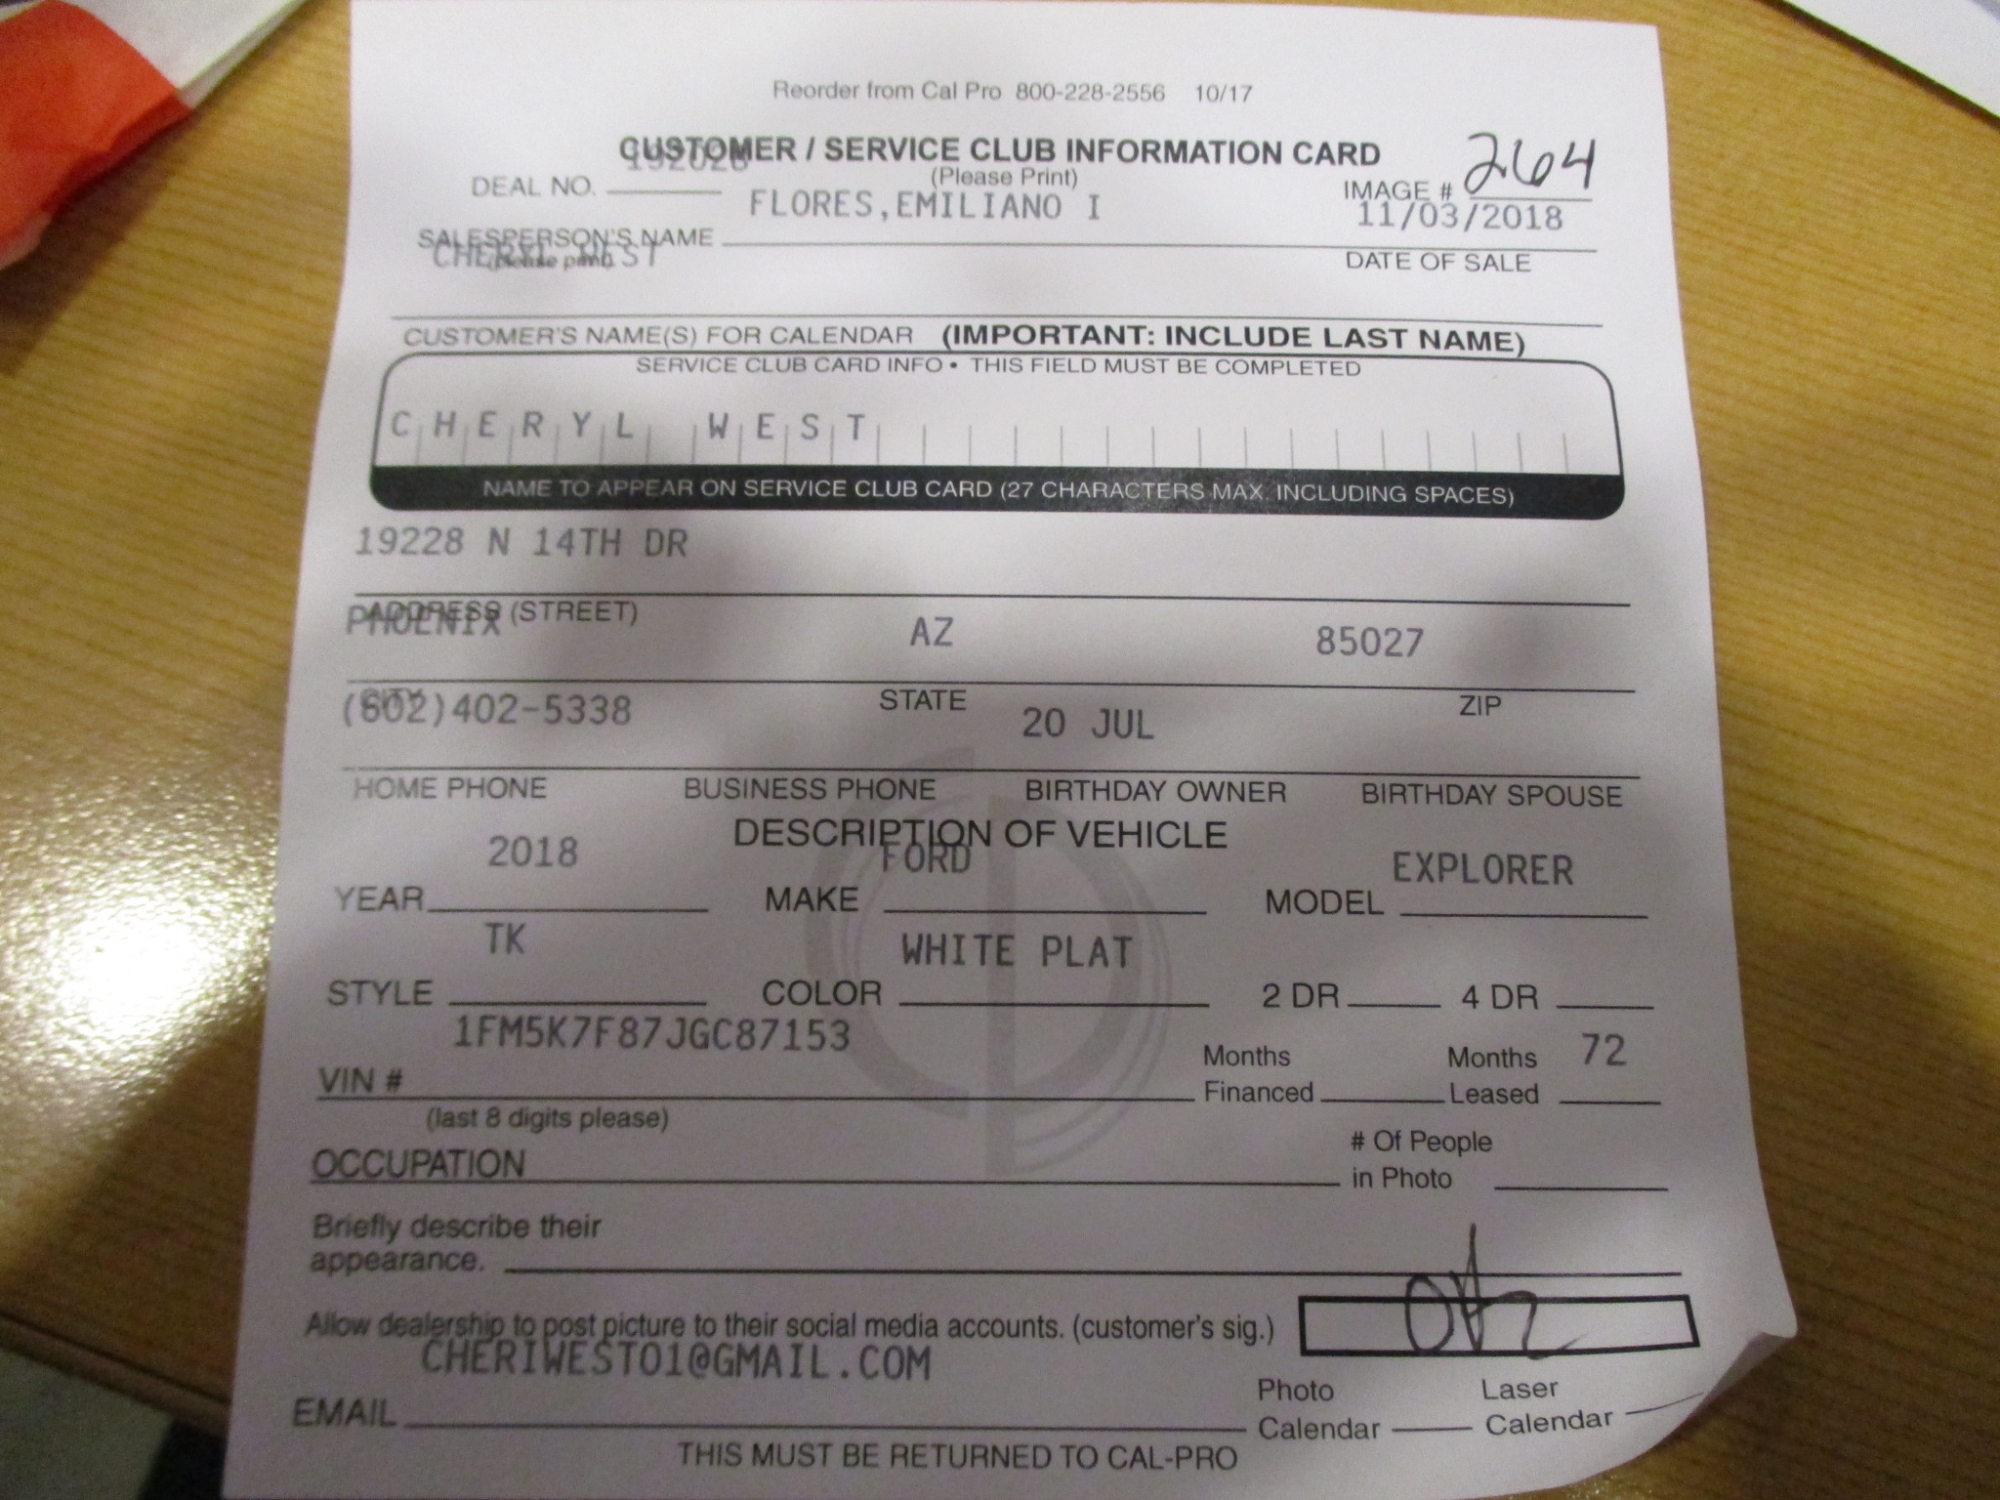 Reorder from Cal Pro 800-228-2556 10/17
CUSTOMER / SERVICE CLUB INFORMATION CARD
(Please Print)
DEAL NO. 192028
IMAGE # 264
FLORES,EMILIANO I
11/03/2018
SALESPERSON'S NAME
(please print)
DATE OF SALE
CHERYL WEST
CUSTOMER'S NAME(S) FOR CALENDAR (IMPORTANT: INCLUDE LAST NAME)
SERVICE CLUB CARD INFO • THIS FIELD MUST BE COMPLETED
CHERYL WEST
NAME TO APPEAR ON SERVICE CLUB CARD (27 CHARACTERS MAX. INCLUDING SPACES)
19228 N 14TH DR
ADDRESS (STREET)
PHOENIX AZ 85027
CITY STATE ZIP
(602)402-5338 20 JUL
HOME PHONE BUSINESS PHONE BIRTHDAY OWNER BIRTHDAY SPOUSE
DESCRIPTION OF VEHICLE
2018 FORD EXPLORER
YEAR MAKE MODEL
TK WHITE PLAT
STYLE COLOR 2 DR 4 DR
1FM5K7F87JGC87153 72
VIN # Months Financed Months Leased
(last 8 digits please)
OCCUPATION # Of People in Photo
Briefly describe their
appearance.
Allow dealership to post picture to their social media accounts. (customer's sig.)
CHERIWEST01@GMAIL.COM
EMAIL Photo Calendar Laser Calendar
THIS MUST BE RETURNED TO CAL-PRO